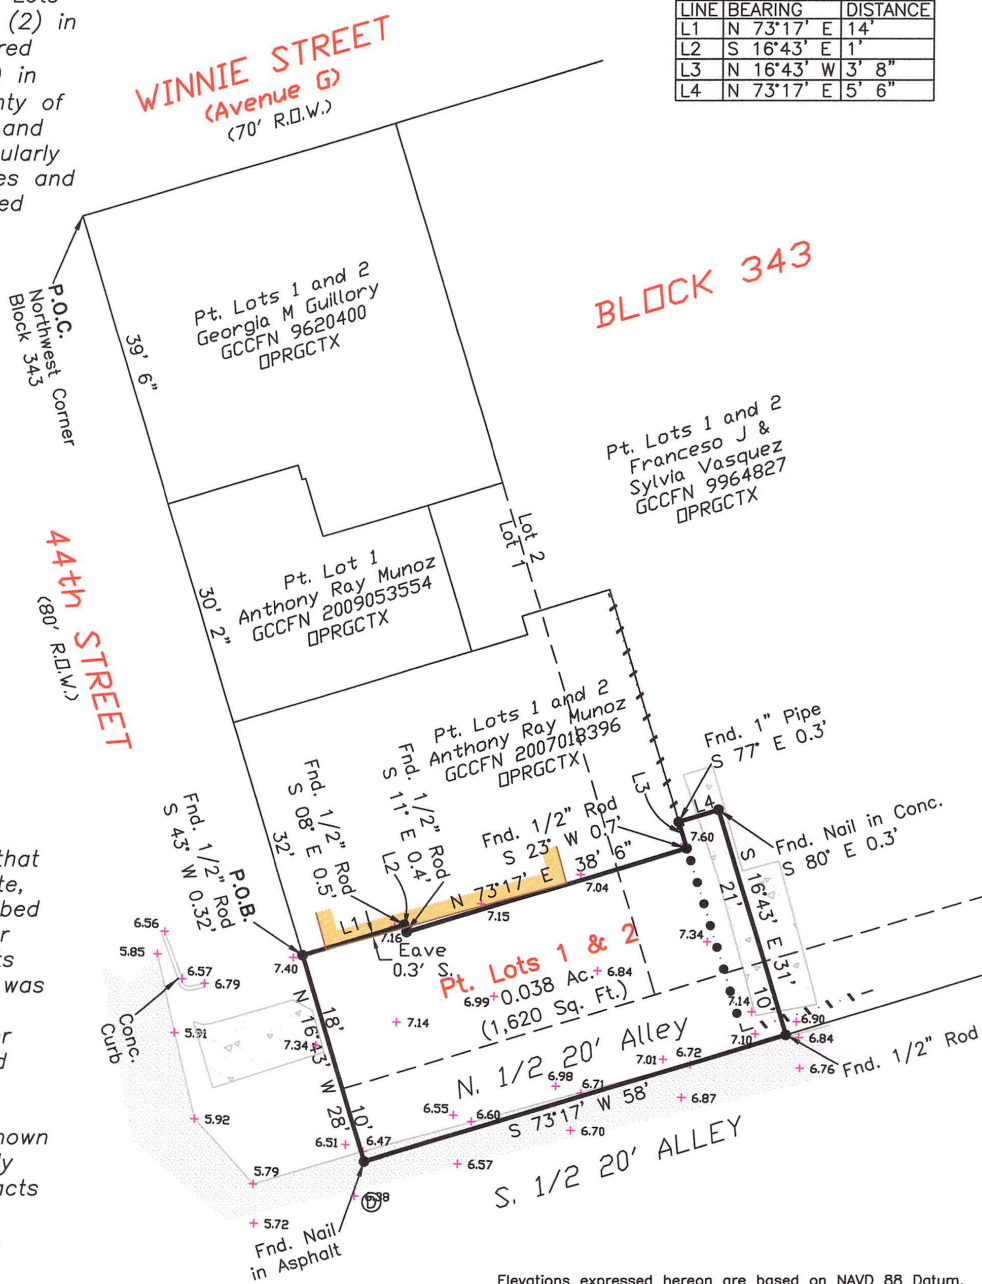 Lots
(2) in
red
in
nty of
and
ularly
es and
ed
LINE BEARING DISTANCE
L1 N 73°17' E 14'
L2 S 16°43' E 1'
L3 N 16°43' W 3' 8"
L4 N 73°17' E 5' 6"
WINNIE STREET
(Avenue G)
(70' R.O.W.)
BLOCK 343
P.O.C.
Northwest Corner
Block 343
39' 6"
Pt. Lots 1 and 2
Georgia M Guillory
GCCFN 9620400
OPRGCTX
Pt. Lots 1 and 2
Franceso J &
Sylvia Vasquez
GCCFN 9964827
OPRGCTX
Lot 2
Lot 1
44th STREET
(80' R.O.W.)
30' 2"
Pt. Lot 1
Anthony Ray Munoz
GCCFN 2009053554
OPRGCTX
Pt. Lots 1 and 2
Anthony Ray Munoz
GCCFN 2007018396
OPRGCTX
Fnd. 1" Pipe
S 77° E 0.3'
L3
L4
7.60
Fnd. Nail in Conc.
S 80° E 0.3'
Fnd. 1/2" Rod
S 23° W 0.7'
Fnd. 1/2" Rod
S 11° E 0.4'
L2
Fnd. 1/2" Rod
S 08° E 0.5'
32'
Fnd. 1/2" Rod
S 43° W 0.32'
P.O.B.
that
te,
bed
r
ts
was
er
d
nown
ly
acts
L1
N 73°17' E 38' 6"
7.04
7.15
7.16
Eave
0.3' S.
7.40
6.56
5.85
6.57
6.79
Conc.
Curb
5.91
7.34
5.92
N 16°43' W 28'
18'
10'
7.14
Pt. Lots 1 & 2
6.99
0.038 Ac.
6.84
(1,620 Sq. Ft.)
7.34
21'
S 16°43' E 31'
10'
7.14
7.10
6.90
6.84
6.76
Fnd. 1/2" Rod
N. 1/2 20' Alley
7.01
6.72
6.98
6.71
6.87
6.55
6.60
S 73°17' W 58'
6.70
6.51
6.47
6.57
S. 1/2 20' ALLEY
5.79
5.72
6.38
D
Fnd. Nail
in Asphalt
Elevations expressed hereon are based on NAVD 88 Datum.